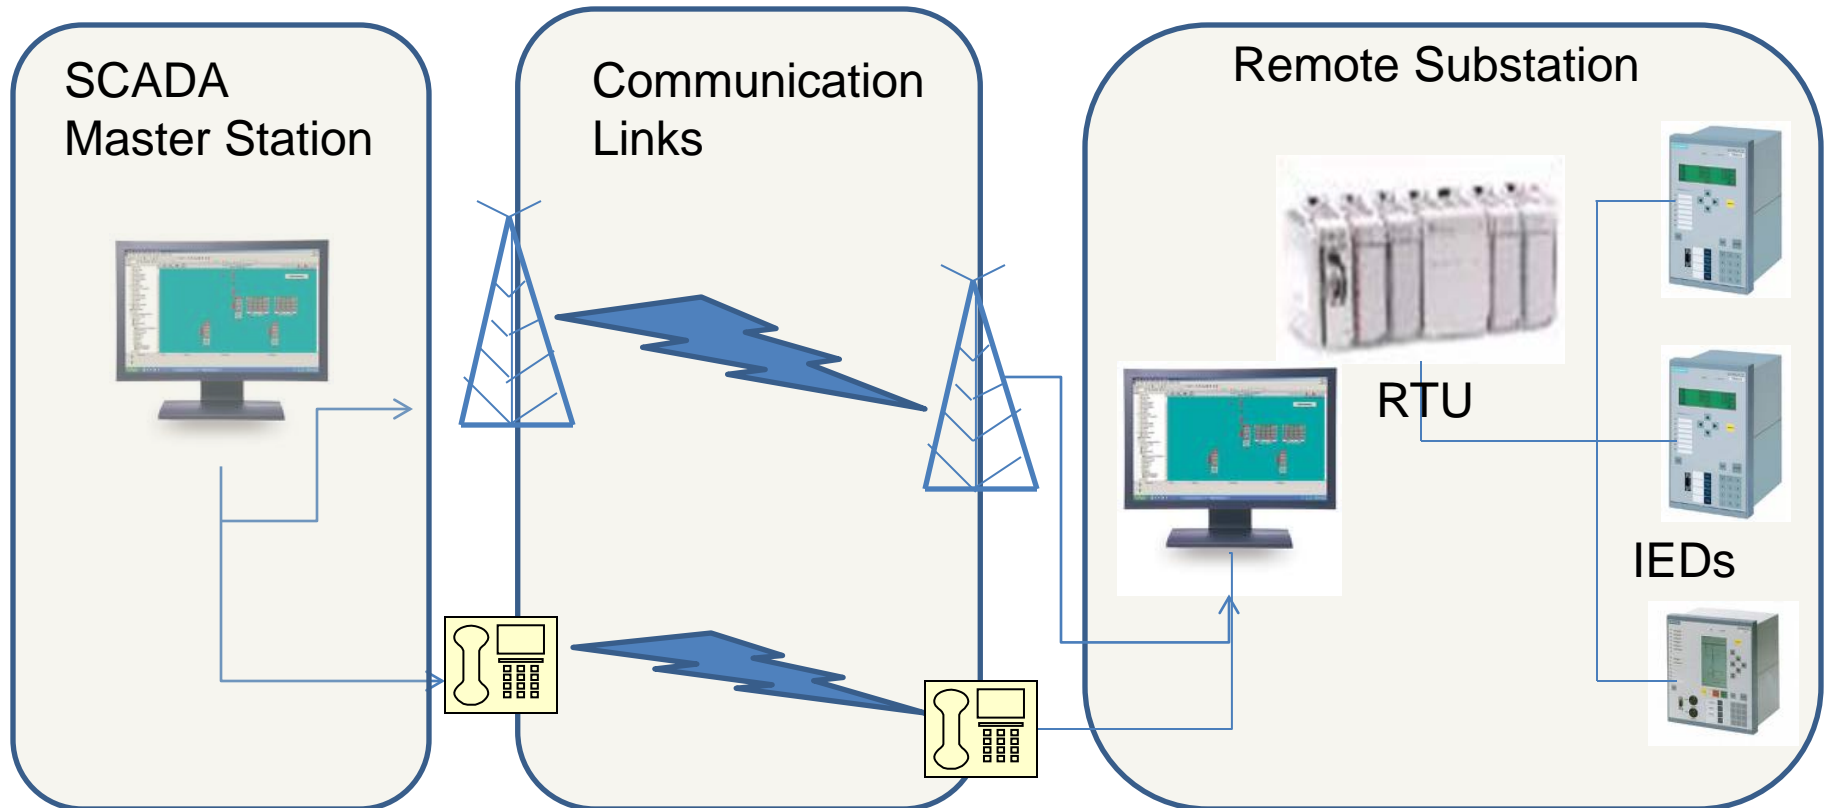 SCADA
Master Station
Communication
Links
Remote Substation
RTU
IEDs